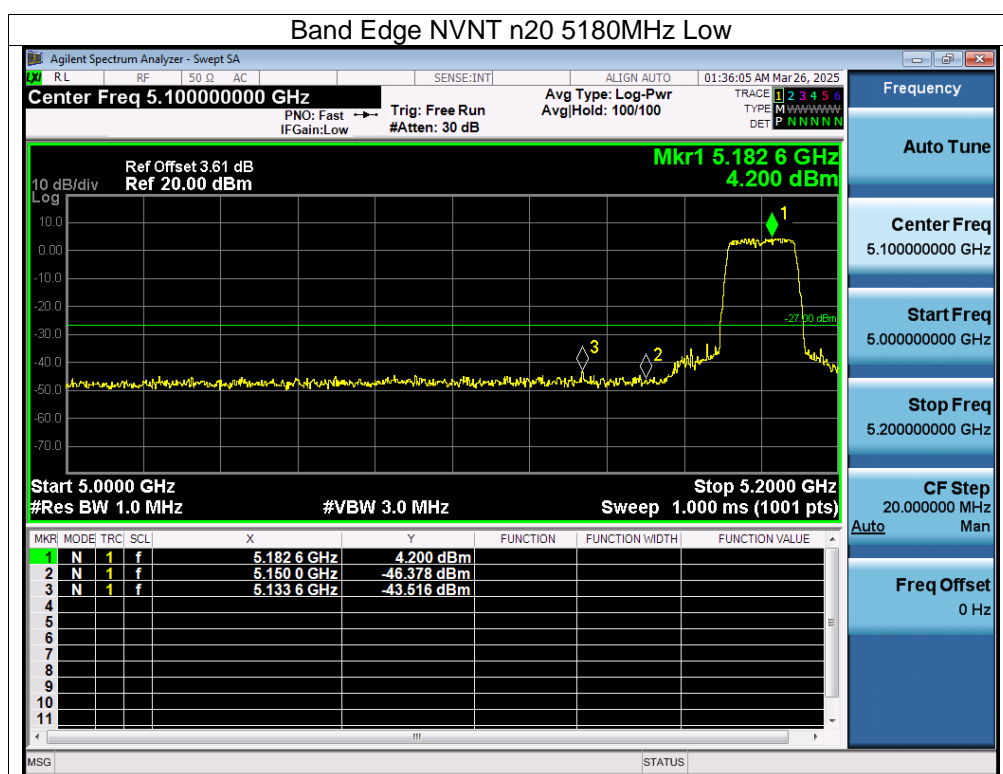 Band Edge NVNT n20 5180MHz Low
Agilent Spectrum Analyzer - Swept SA
RL RF 50 Ω AC SENSE:INT ALIGN AUTO 01:36:05 AM Mar 26, 2025
Center Freq 5.100000000 GHz
PNO: Fast
IFGain:Low
Trig: Free Run
#Atten: 30 dB
Avg Type: Log-Pwr
Avg|Hold: 100/100
TRACE 1 2 3 4 5 6
TYPE M W W W W W
DET P N N N N N
Mkr1 5.182 6 GHz
4.200 dBm
Ref Offset 3.61 dB
Ref 20.00 dBm
10 dB/div
Log
10.0
0.00
-10.0
-20.0
-30.0
-40.0
-50.0
-60.0
-70.0
1
-27.00 dBm
3
2
Start 5.0000 GHz Stop 5.2000 GHz
#Res BW 1.0 MHz #VBW 3.0 MHz Sweep 1.000 ms (1001 pts)
MKR MODE TRC SCL X Y FUNCTION FUNCTION WIDTH FUNCTION VALUE
1 N 1 f 5.182 6 GHz 4.200 dBm
2 N 1 f 5.150 0 GHz -46.378 dBm
3 N 1 f 5.133 6 GHz -43.516 dBm
4
5
6
7
8
9
10
11
MSG STATUS
Frequency
Auto Tune
Center Freq
5.100000000 GHz
Start Freq
5.000000000 GHz
Stop Freq
5.200000000 GHz
CF Step
20.000000 MHz
Auto Man
Freq Offset
0 Hz